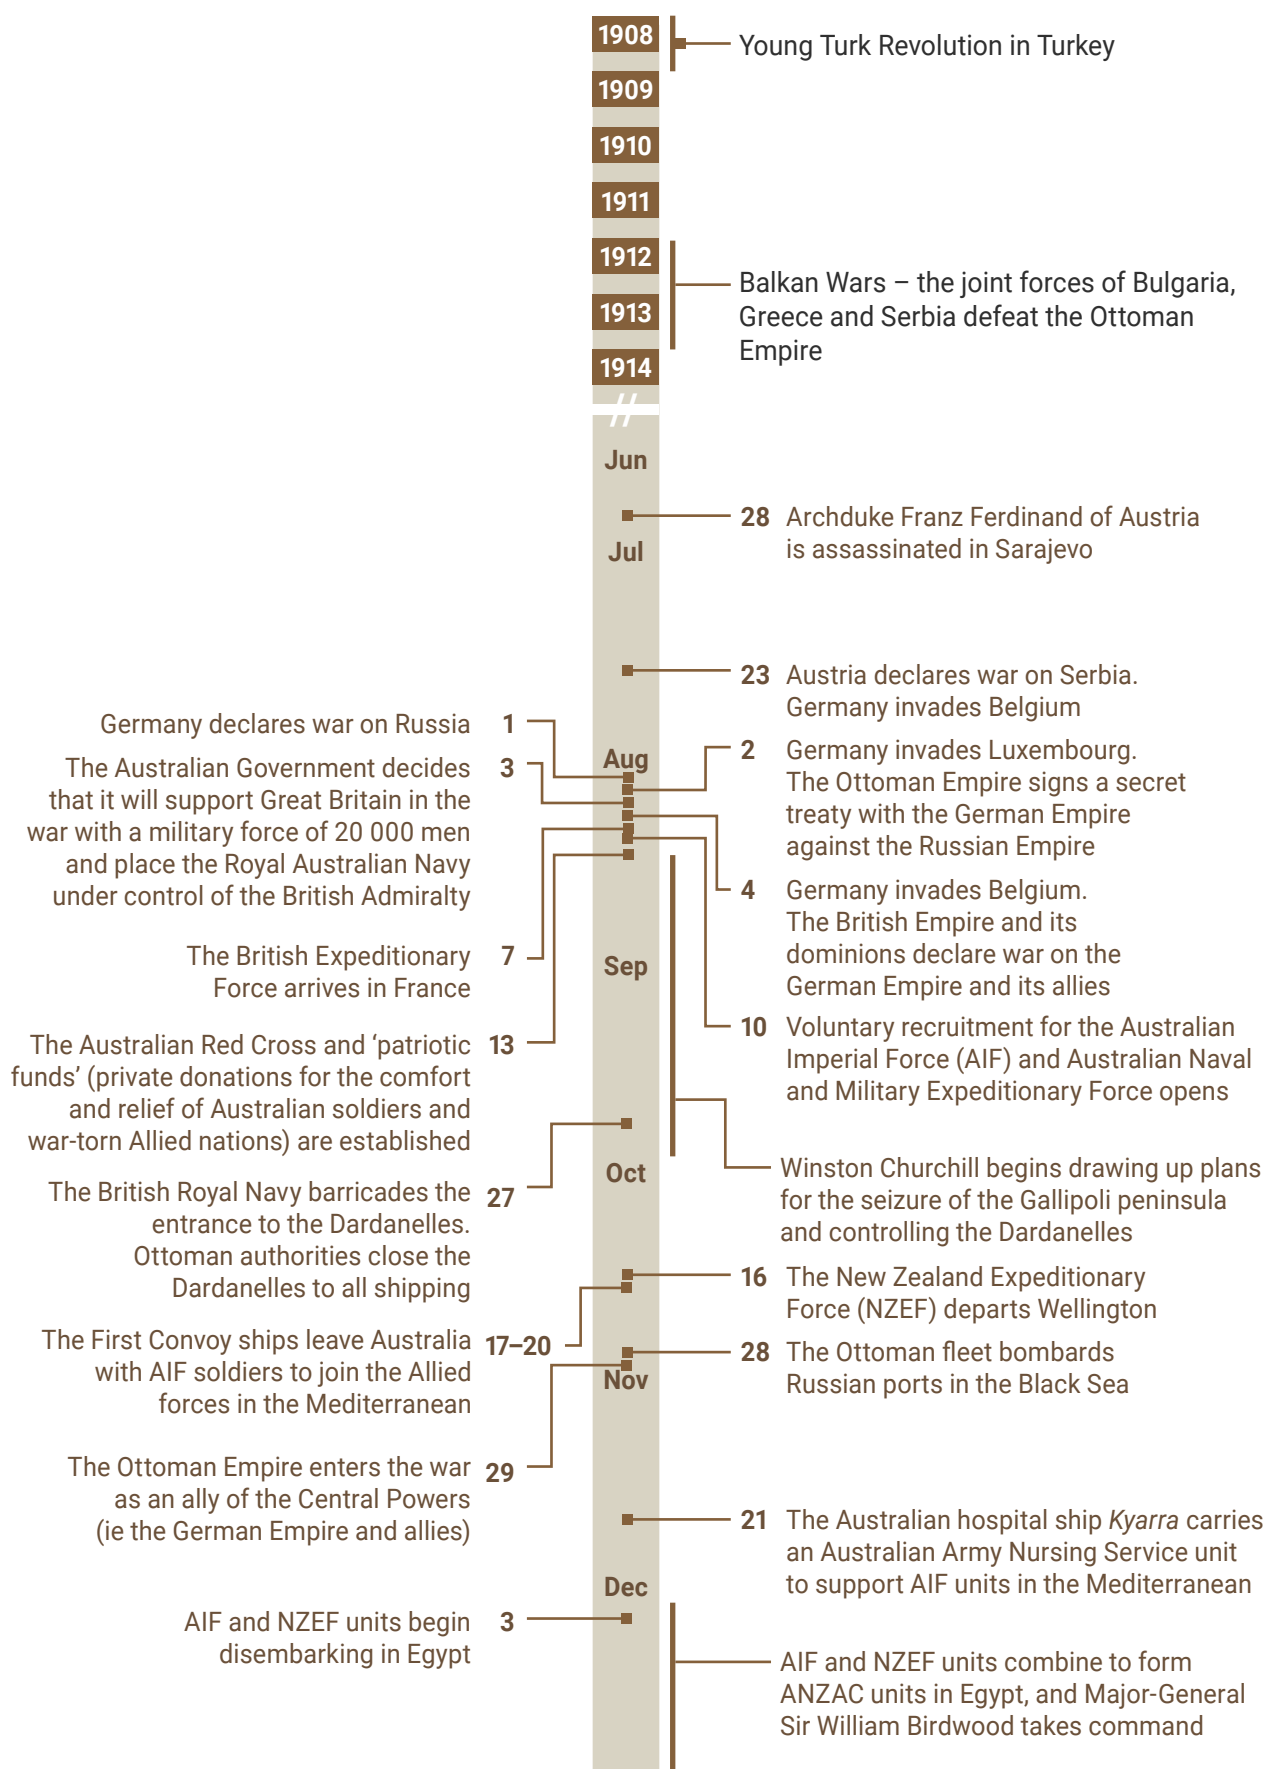 1908
Young Turk Revolution in Turkey
1909
1910
1911
1912
Balkan Wars – the joint forces of Bulgaria,
Greece and Serbia defeat the Ottoman
Empire
1913
1914
//
Jun
28 Archduke Franz Ferdinand of Austria
is assassinated in Sarajevo
Jul
23 Austria declares war on Serbia.
Germany invades Belgium
Germany declares war on Russia 1
Aug
2 Germany invades Luxembourg.
The Ottoman Empire signs a secret
treaty with the German Empire
against the Russian Empire
The Australian Government decides 3
that it will support Great Britain in the
war with a military force of 20 000 men
and place the Royal Australian Navy
under control of the British Admiralty
4 Germany invades Belgium.
The British Empire and its
dominions declare war on the
German Empire and its allies
The British Expeditionary 7
Force arrives in France
Sep
10 Voluntary recruitment for the Australian
Imperial Force (AIF) and Australian Naval
and Military Expeditionary Force opens
The Australian Red Cross and ‘patriotic 13
funds’ (private donations for the comfort
and relief of Australian soldiers and
war-torn Allied nations) are established
Winston Churchill begins drawing up plans
for the seizure of the Gallipoli peninsula
and controlling the Dardanelles
Oct
The British Royal Navy barricades the 27
entrance to the Dardanelles.
Ottoman authorities close the
Dardanelles to all shipping
16 The New Zealand Expeditionary
Force (NZEF) departs Wellington
The First Convoy ships leave Australia 17–20
with AIF soldiers to join the Allied
forces in the Mediterranean
28 The Ottoman fleet bombards
Russian ports in the Black Sea
Nov
The Ottoman Empire enters the war 29
as an ally of the Central Powers
(ie the German Empire and allies)
21 The Australian hospital ship Kyarra carries
an Australian Army Nursing Service unit
to support AIF units in the Mediterranean
Dec
AIF and NZEF units begin 3
disembarking in Egypt
AIF and NZEF units combine to form
ANZAC units in Egypt, and Major-General
Sir William Birdwood takes command